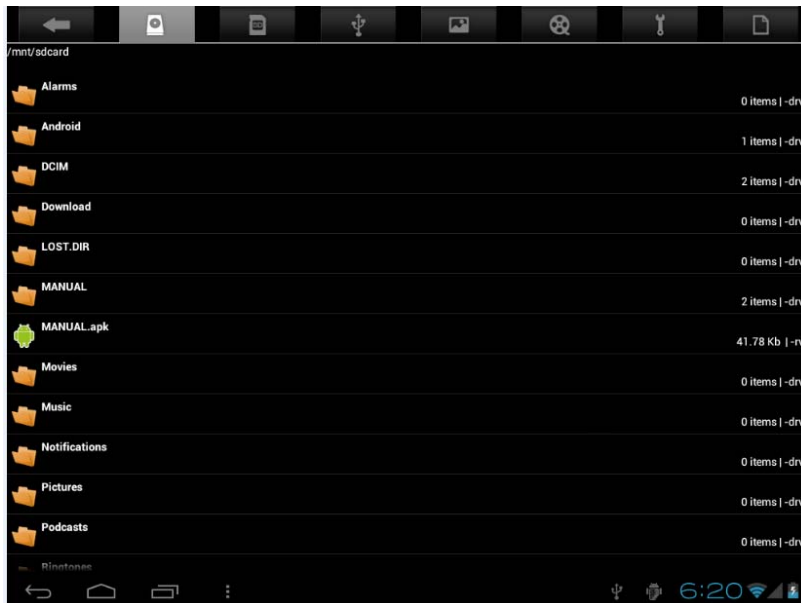 /mnt/sdcard
Alarms
0 items | -drv
Android
1 items | -drv
DCIM
2 items | -drv
Download
0 items | -drv
LOST.DIR
0 items | -drv
MANUAL
2 items | -drv
MANUAL.apk
41.78 Kb | -rv
Movies
0 items | -drv
Music
0 items | -drv
Notifications
0 items | -drv
Pictures
0 items | -drv
Podcasts
0 items | -drv
Ringtones
6:20